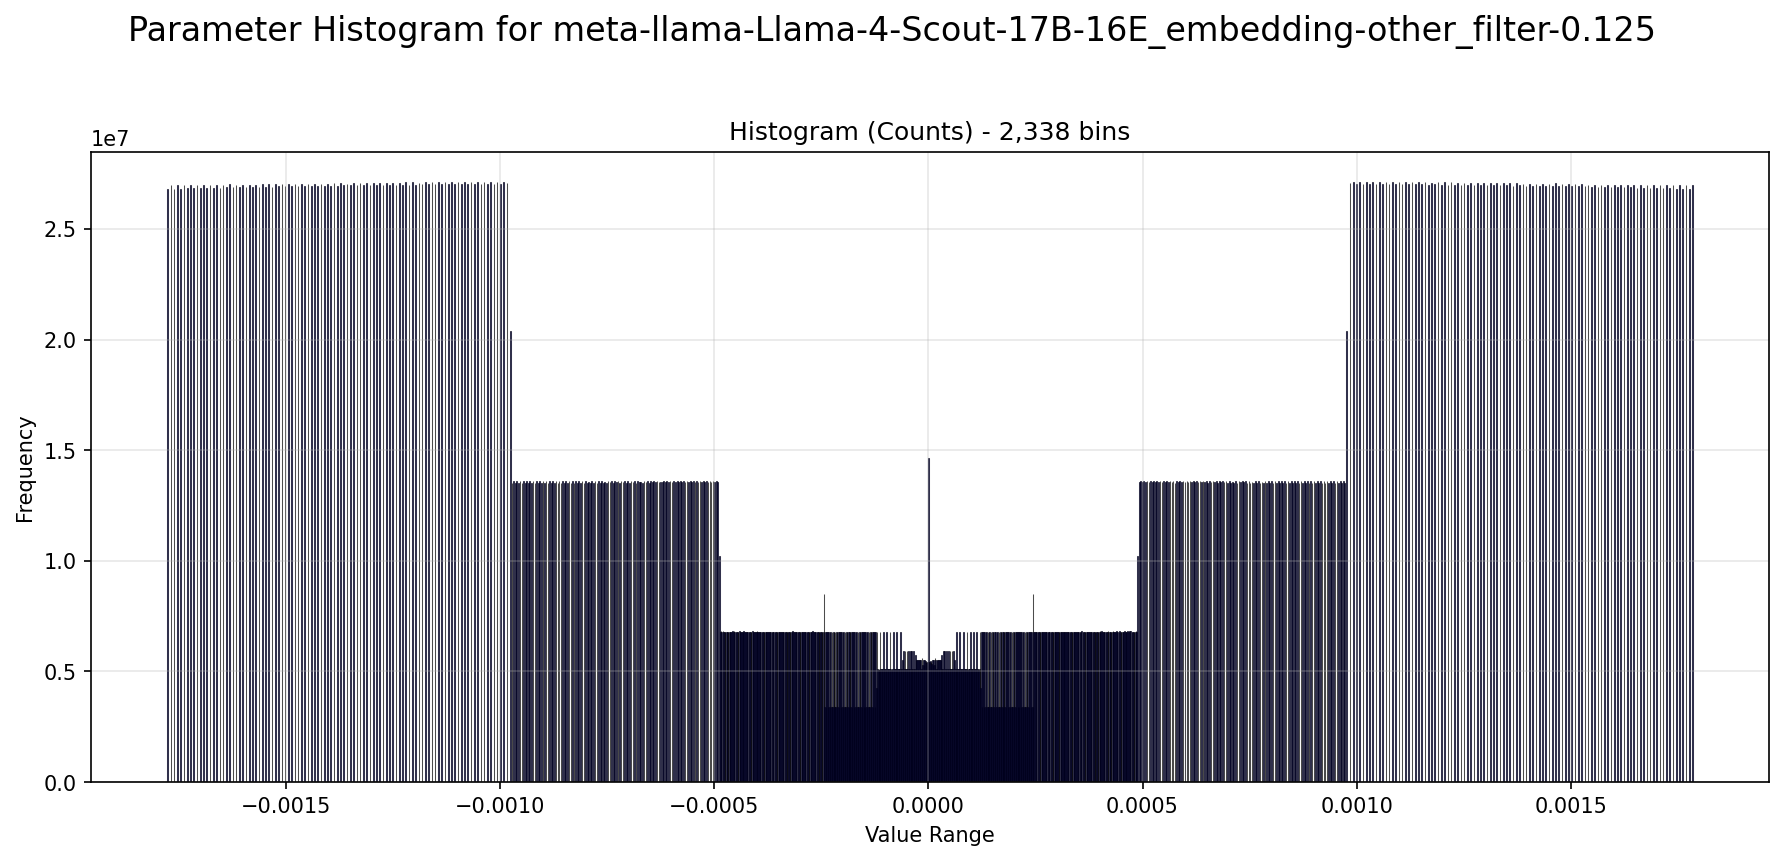 Parameter Histogram for meta-llama-Llama-4-Scout-17B-16E_embedding-other_filter-0.125
Histogram (Counts) - 2,338 bins
1e7
2.5
2.0
1.5
1.0
0.5
0.0
Frequency
−0.0015 −0.0010 −0.0005 0.0000 0.0005 0.0010 0.0015
Value Range